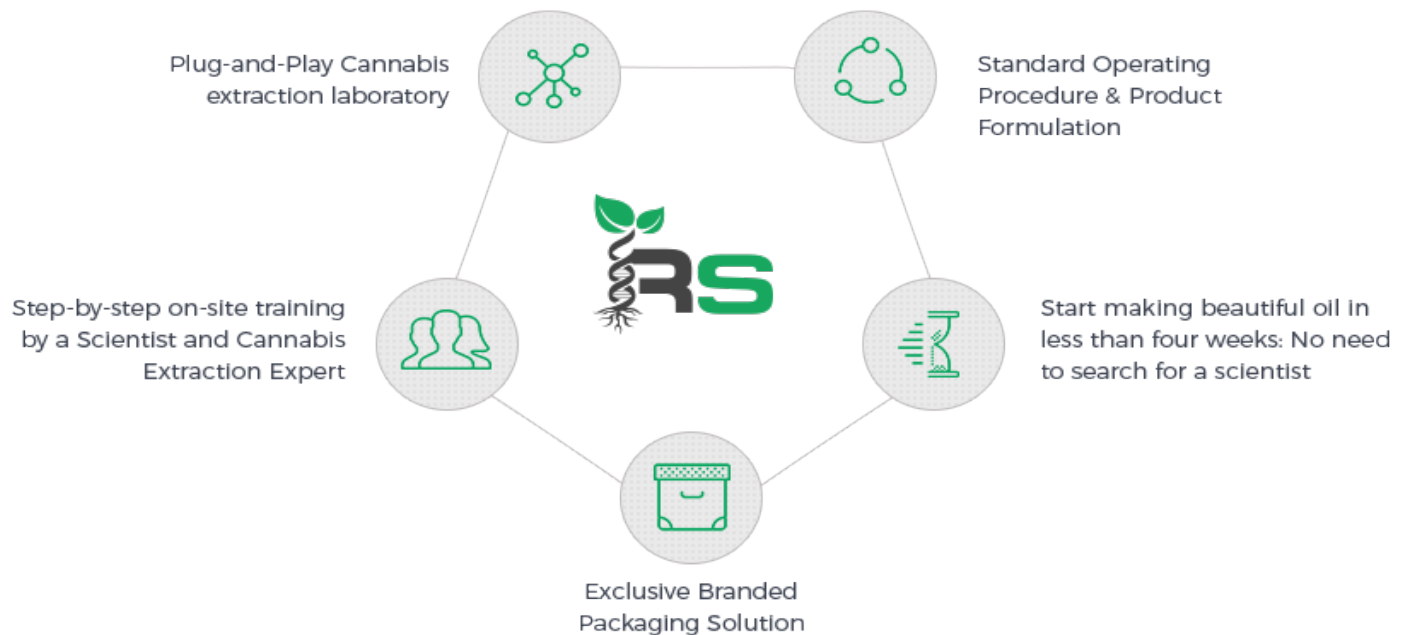 Plug-and-Play Cannabis
extraction laboratory
Standard Operating
Procedure & Product
Formulation
RS
Step-by-step on-site training
by a Scientist and Cannabis
Extraction Expert
Start making beautiful oil in
less than four weeks: No need
to search for a scientist
Exclusive Branded
Packaging Solution